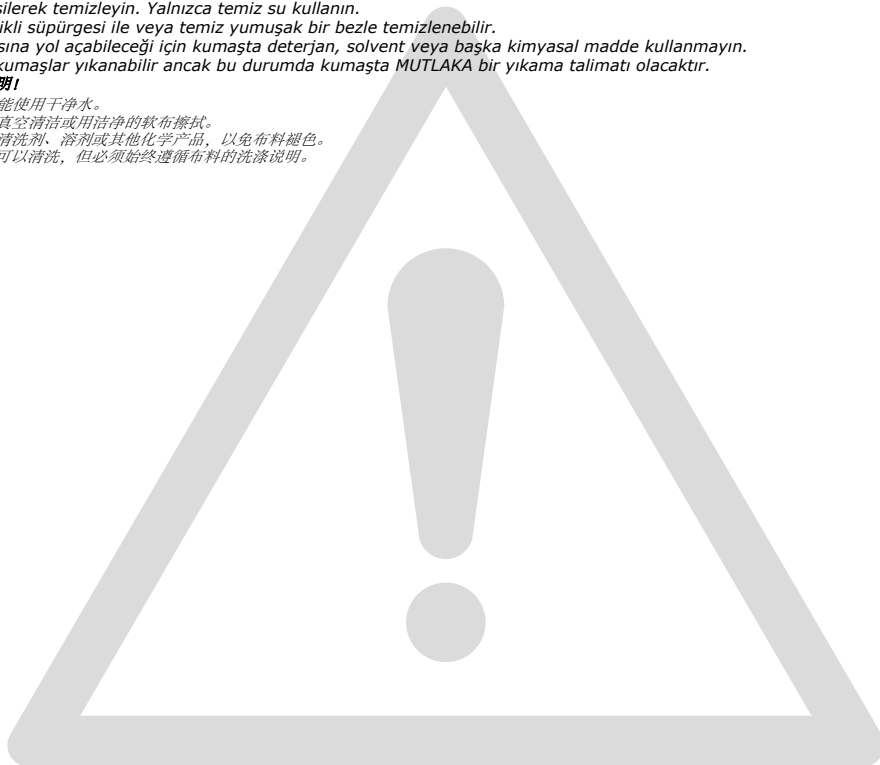 silerek temizleyin. Yalnızca temiz su kullanın.
ikli süpürgesi ile veya temiz yumuşak bir bezle temizlenebilir.
sına yol açabileceği için kumaşta deterjan, solvent veya başka kimyasal madde kullanmayın.
kumaşlar yıkanabilir ancak bu durumda kumaşta MUTLAKA bir yıkama talimatı olacaktır.
明!
能使用干净水。
真空清洁或用洁净的软布擦拭。
清洗剂、溶剂或其他化学产品，以免布料褪色。
可以清洗，但必须始终遵循布料的洗涤说明。